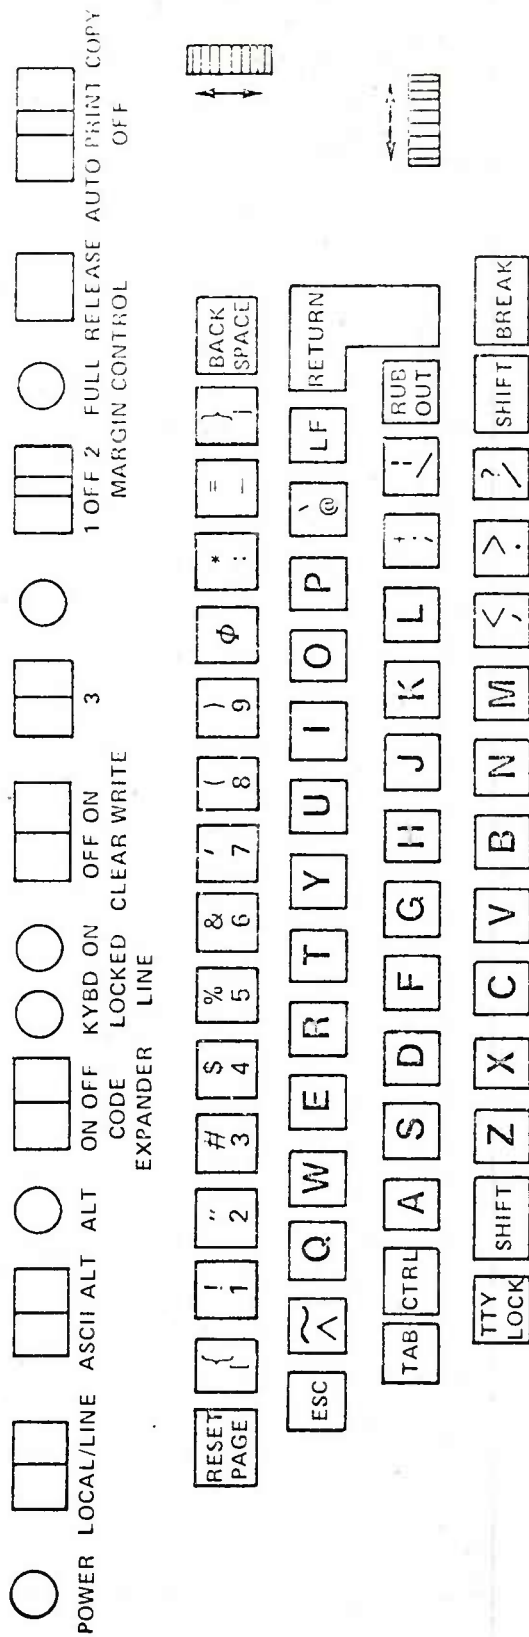 POWER LOCAL/LINE ASCII ALT ALT ON OFF KYBD ON OFF ON 3 1 OFF 2 FULL RELEASE AUTO PRINT COPY
CODE LOCKED CLEAR WRITE MARGIN CONTROL OFF
EXPANDER LINE
{ ! " # $ % & ' ( ) * = }
RESET PAGE [ 1 2 3 4 5 6 7 8 9 ϕ : – ] BACK SPACE
ESC ~ ^ Q W E R T Y U I O P ` @ LF RETURN
TAB CTRL A S D F G H J K L + ; ¦ \ RUB OUT
TTY LOCK SHIFT Z X C V B N M < , > . ? / SHIFT BREAK